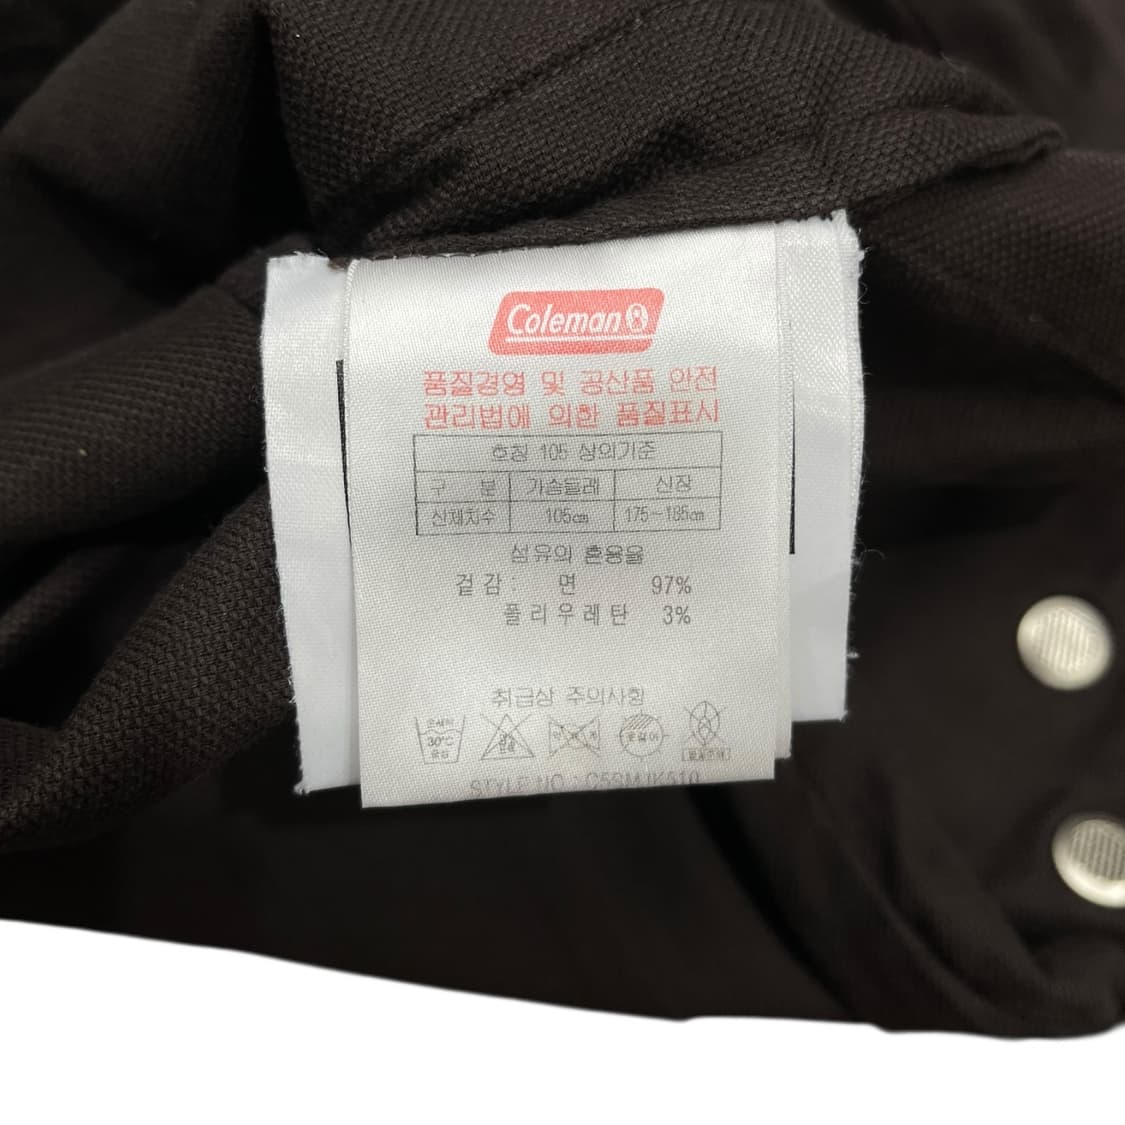 Coleman
품질경영 및 공산품 안전
관리법에 의한 품질표시
호칭 105 상의기준
구 분 가슴둘레 신장
신체치수 105㎝ 175-185㎝
섬유의 혼용율
겉감: 면 97%
폴리우레탄 3%
취급상 주의사항
30℃
STYLE NO :